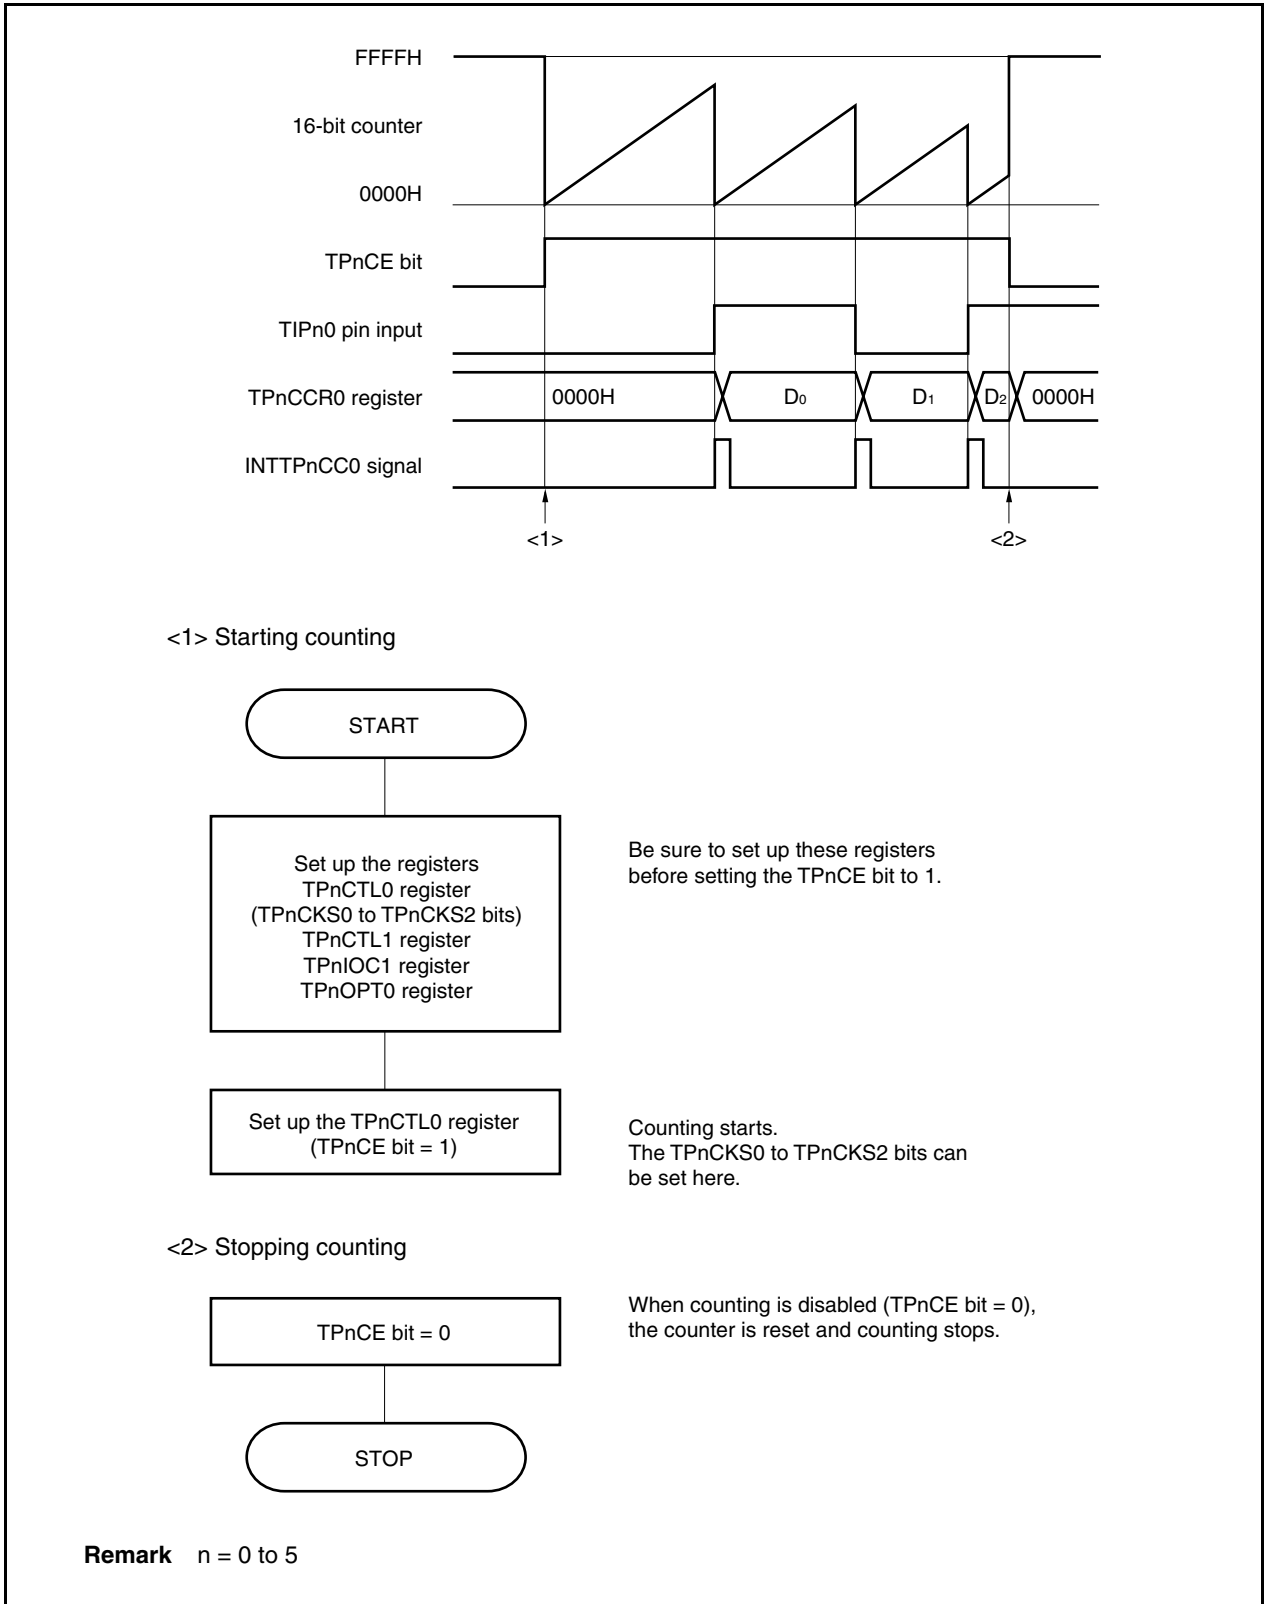 FFFFH
16-bit counter
0000H
TPnCE bit
TIPn0 pin input
TPnCCR0 register
0000H
D0
D1
D2
0000H
INTTPnCC0 signal
<1>
<2>
<1> Starting counting
START
Set up the registers
TPnCTL0 register
(TPnCKS0 to TPnCKS2 bits)
TPnCTL1 register
TPnIOC1 register
TPnOPT0 register
Be sure to set up these registers
before setting the TPnCE bit to 1.
Set up the TPnCTL0 register
(TPnCE bit = 1)
Counting starts.
The TPnCKS0 to TPnCKS2 bits can
be set here.
<2> Stopping counting
TPnCE bit = 0
When counting is disabled (TPnCE bit = 0),
the counter is reset and counting stops.
STOP
Remark n = 0 to 5